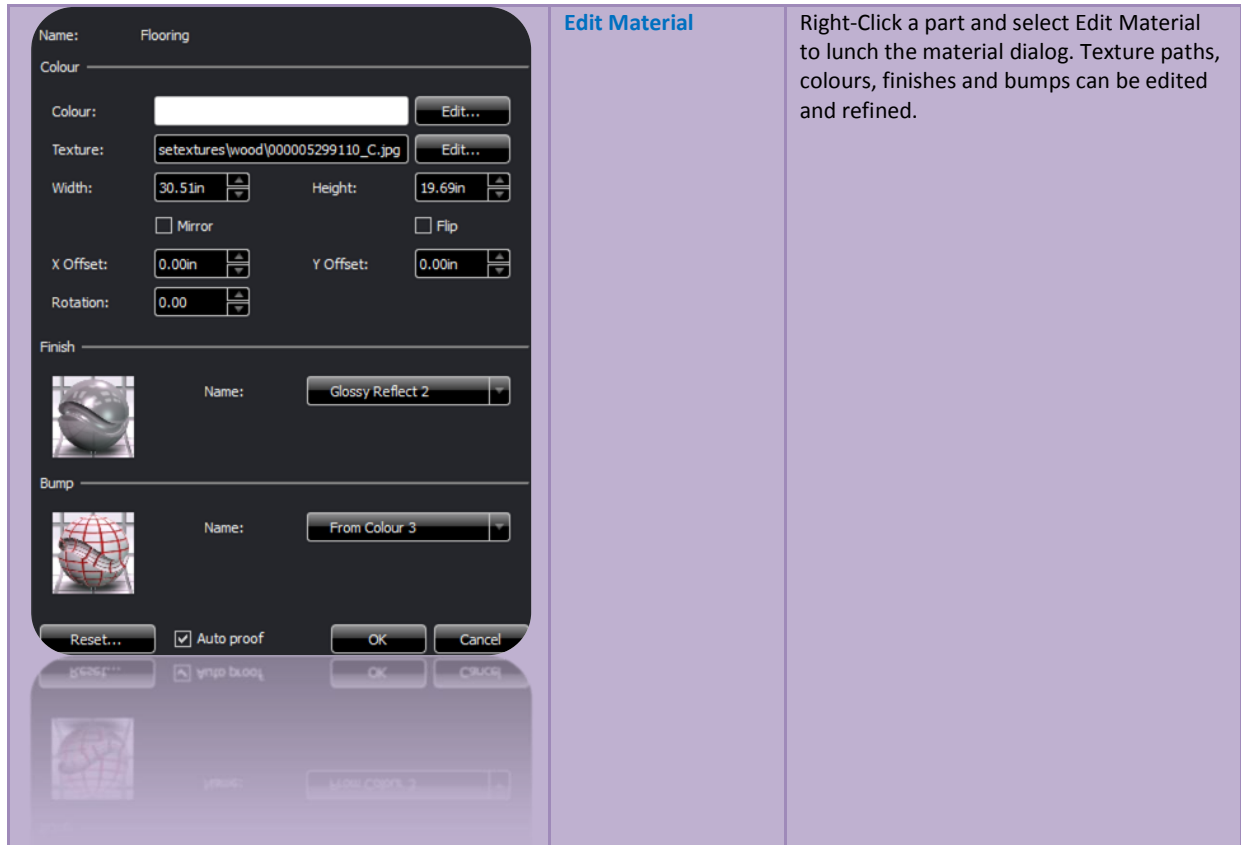 Name: Flooring
Colour
Colour: Edit...
Texture: setextures\wood\000005299110_C.jpg Edit...
Width: 30.51in Height: 19.69in
Mirror Flip
X Offset: 0.00in Y Offset: 0.00in
Rotation: 0.00
Finish
Name: Glossy Reflect 2
Bump
Name: From Colour 3
Reset... Auto proof OK Cancel
Edit Material
Right-Click a part and select Edit Material
to lunch the material dialog. Texture paths,
colours, finishes and bumps can be edited
and refined.